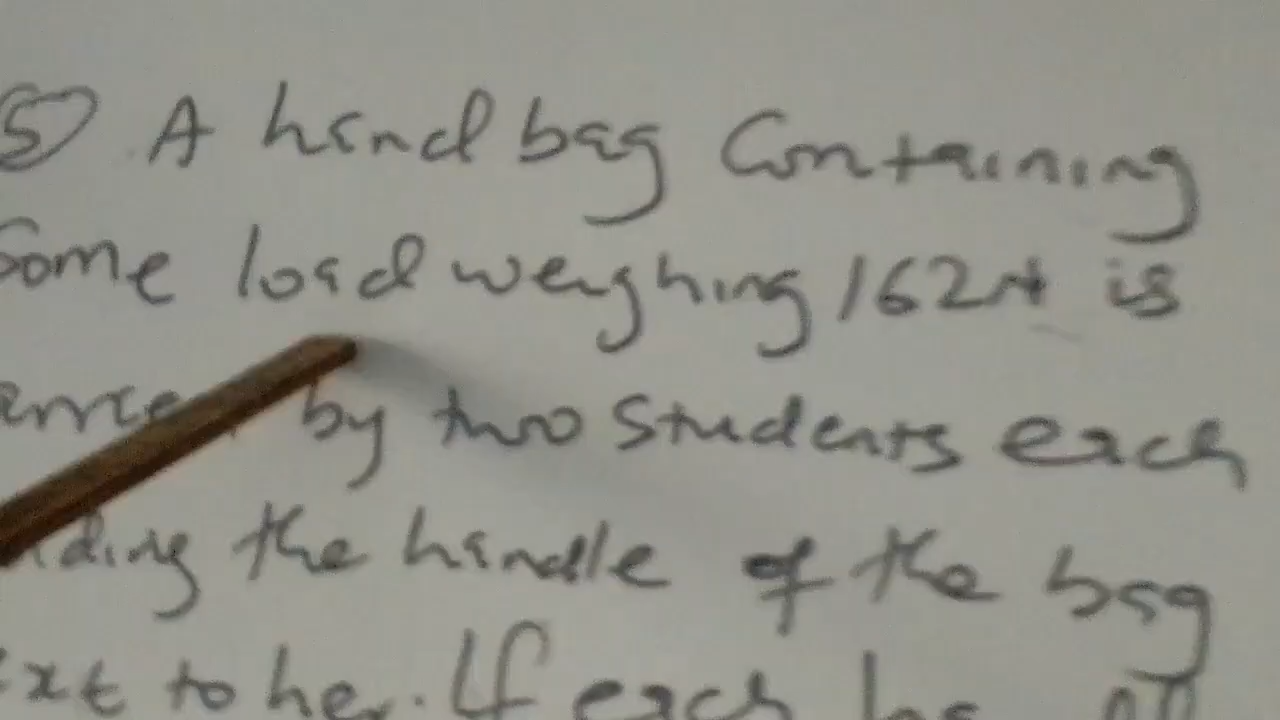 5) A hand bag Containing
Some load weighing 162N is
by two students each
the handle of the bag
to her. If each